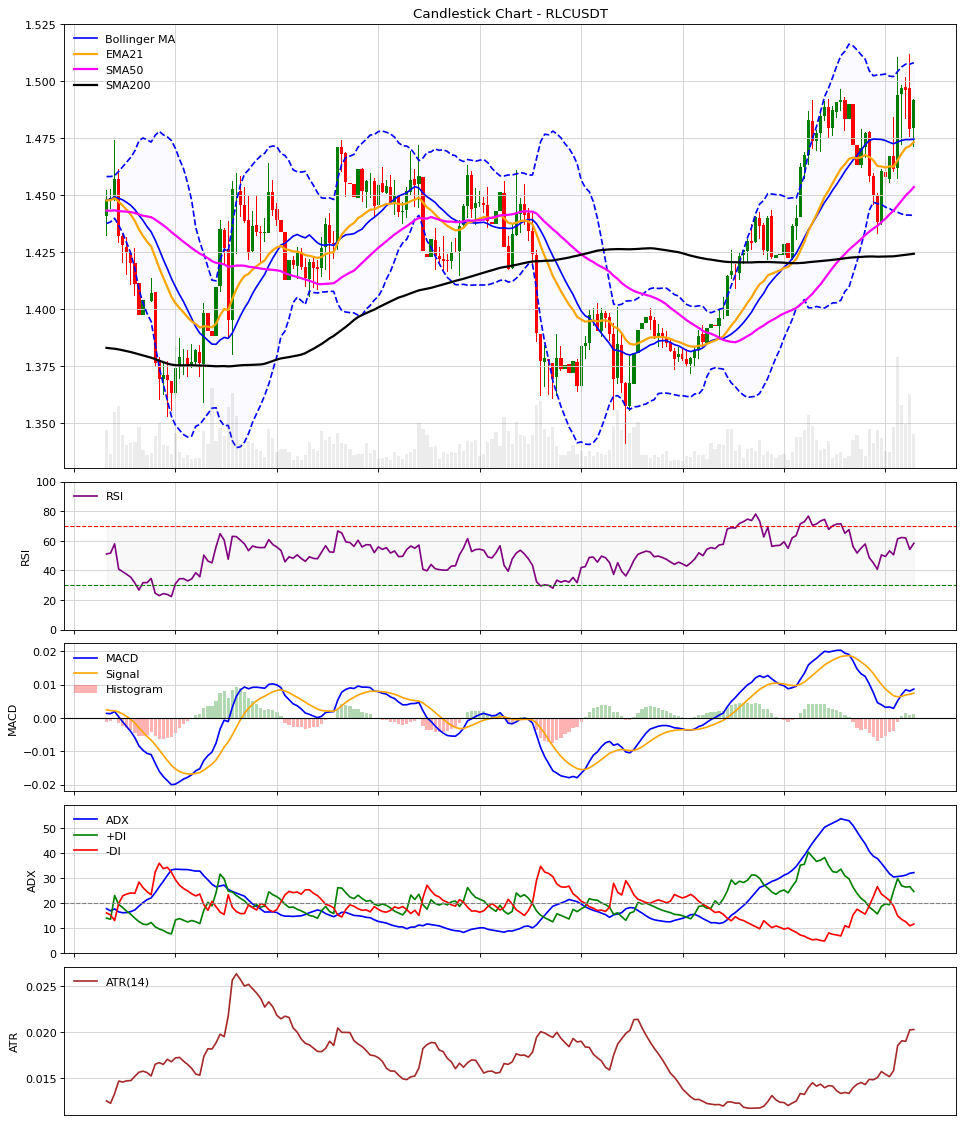 Candlestick Chart - RLCUSDT
1.525
1.500
1.475
1.450
1.425
1.400
1.375
1.350
Bollinger MA
EMA21
SMA50
SMA200
100
80
60
40
20
0
RSI
RSI
0.02
0.01
0.00
−0.01
−0.02
MACD
MACD
Signal
Histogram
50
40
30
20
10
0
ADX
ADX
+DI
-DI
0.025
0.020
0.015
ATR
ATR(14)